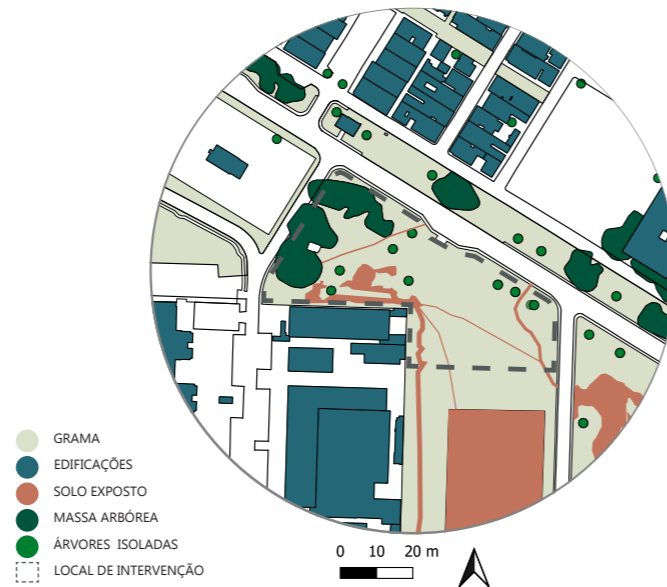 GRAMA
EDIFICAÇÕES
SOLO EXPOSTO
MASSA ARBÓREA
ÁRVORES ISOLADAS
LOCAL DE INTERVENÇÃO
0 10 20 m